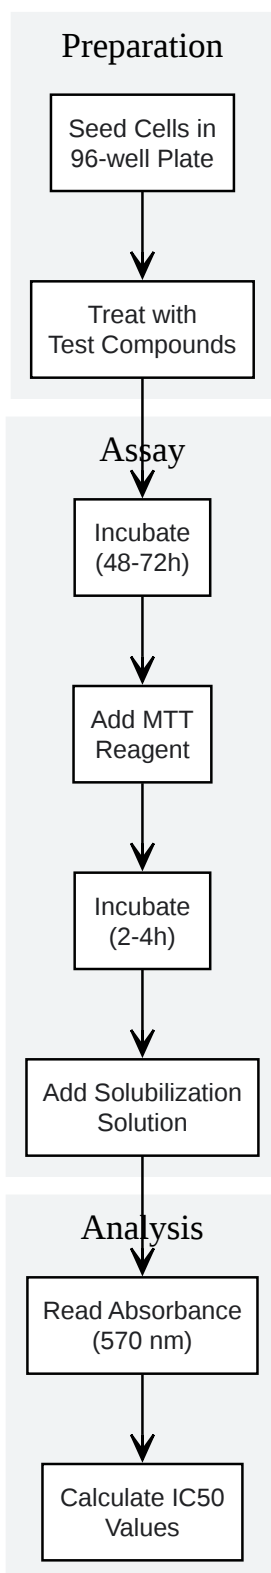 Preparation
Seed Cells in
96-well Plate
Treat with
Test Compounds
Assay
Incubate
(48-72h)
Add MTT
Reagent
Incubate
(2-4h)
Add Solubilization
Solution
Analysis
Read Absorbance
(570 nm)
Calculate IC50
Values